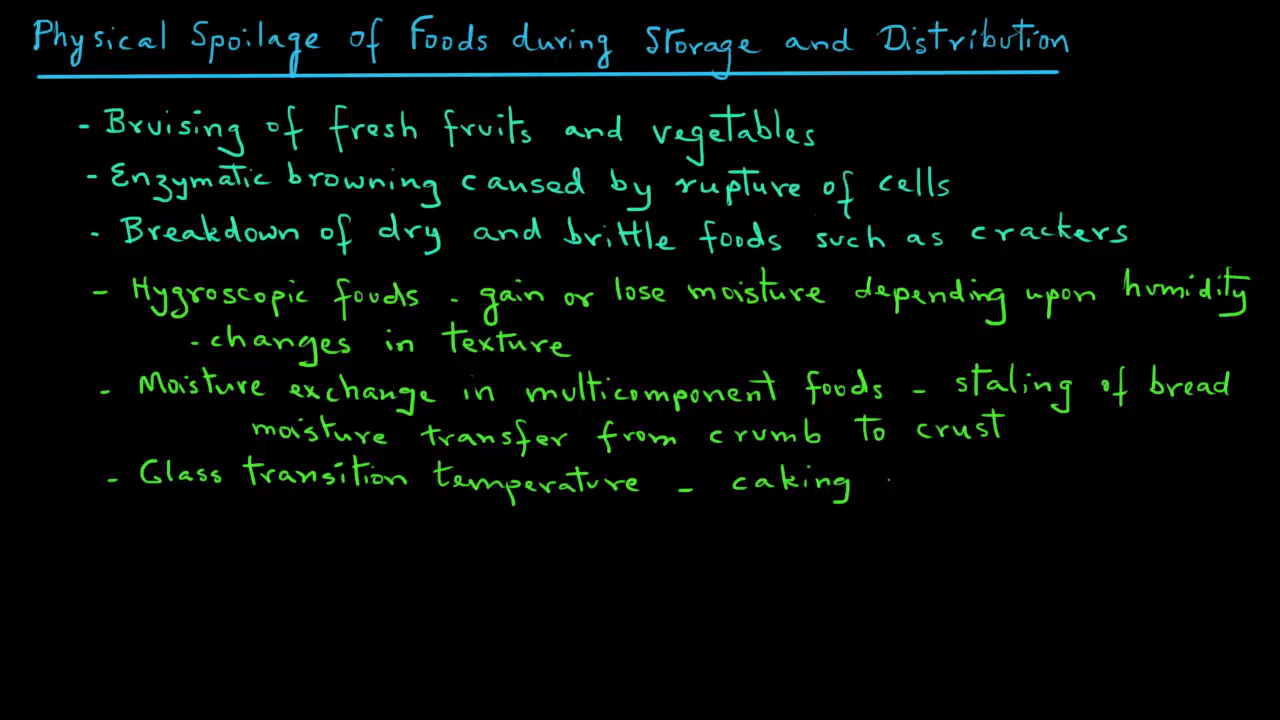 Physical Spoilage of Foods during Storage and Distribution
- Bruising of fresh fruits and vegetables
- Enzymatic browning caused by rupture of cells
- Breakdown of dry and brittle foods such as crackers
- Hygroscopic foods - gain or lose moisture depending upon humidity
- changes in texture
- Moisture exchange in multicomponent foods - staling of bread
moisture transfer from crumb to crust
- Glass transition temperature - caking